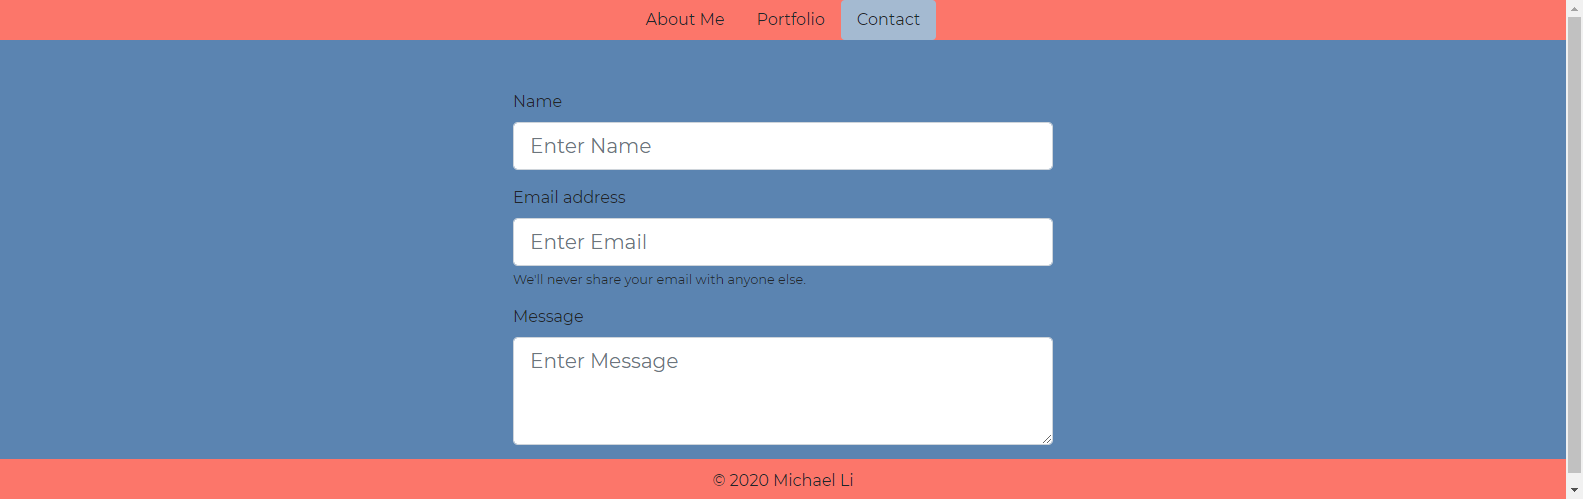 About Me Portfolio Contact
Name
Enter Name
Email address
Enter Email
We'll never share your email with anyone else.
Message
Enter Message
© 2020 Michael Li